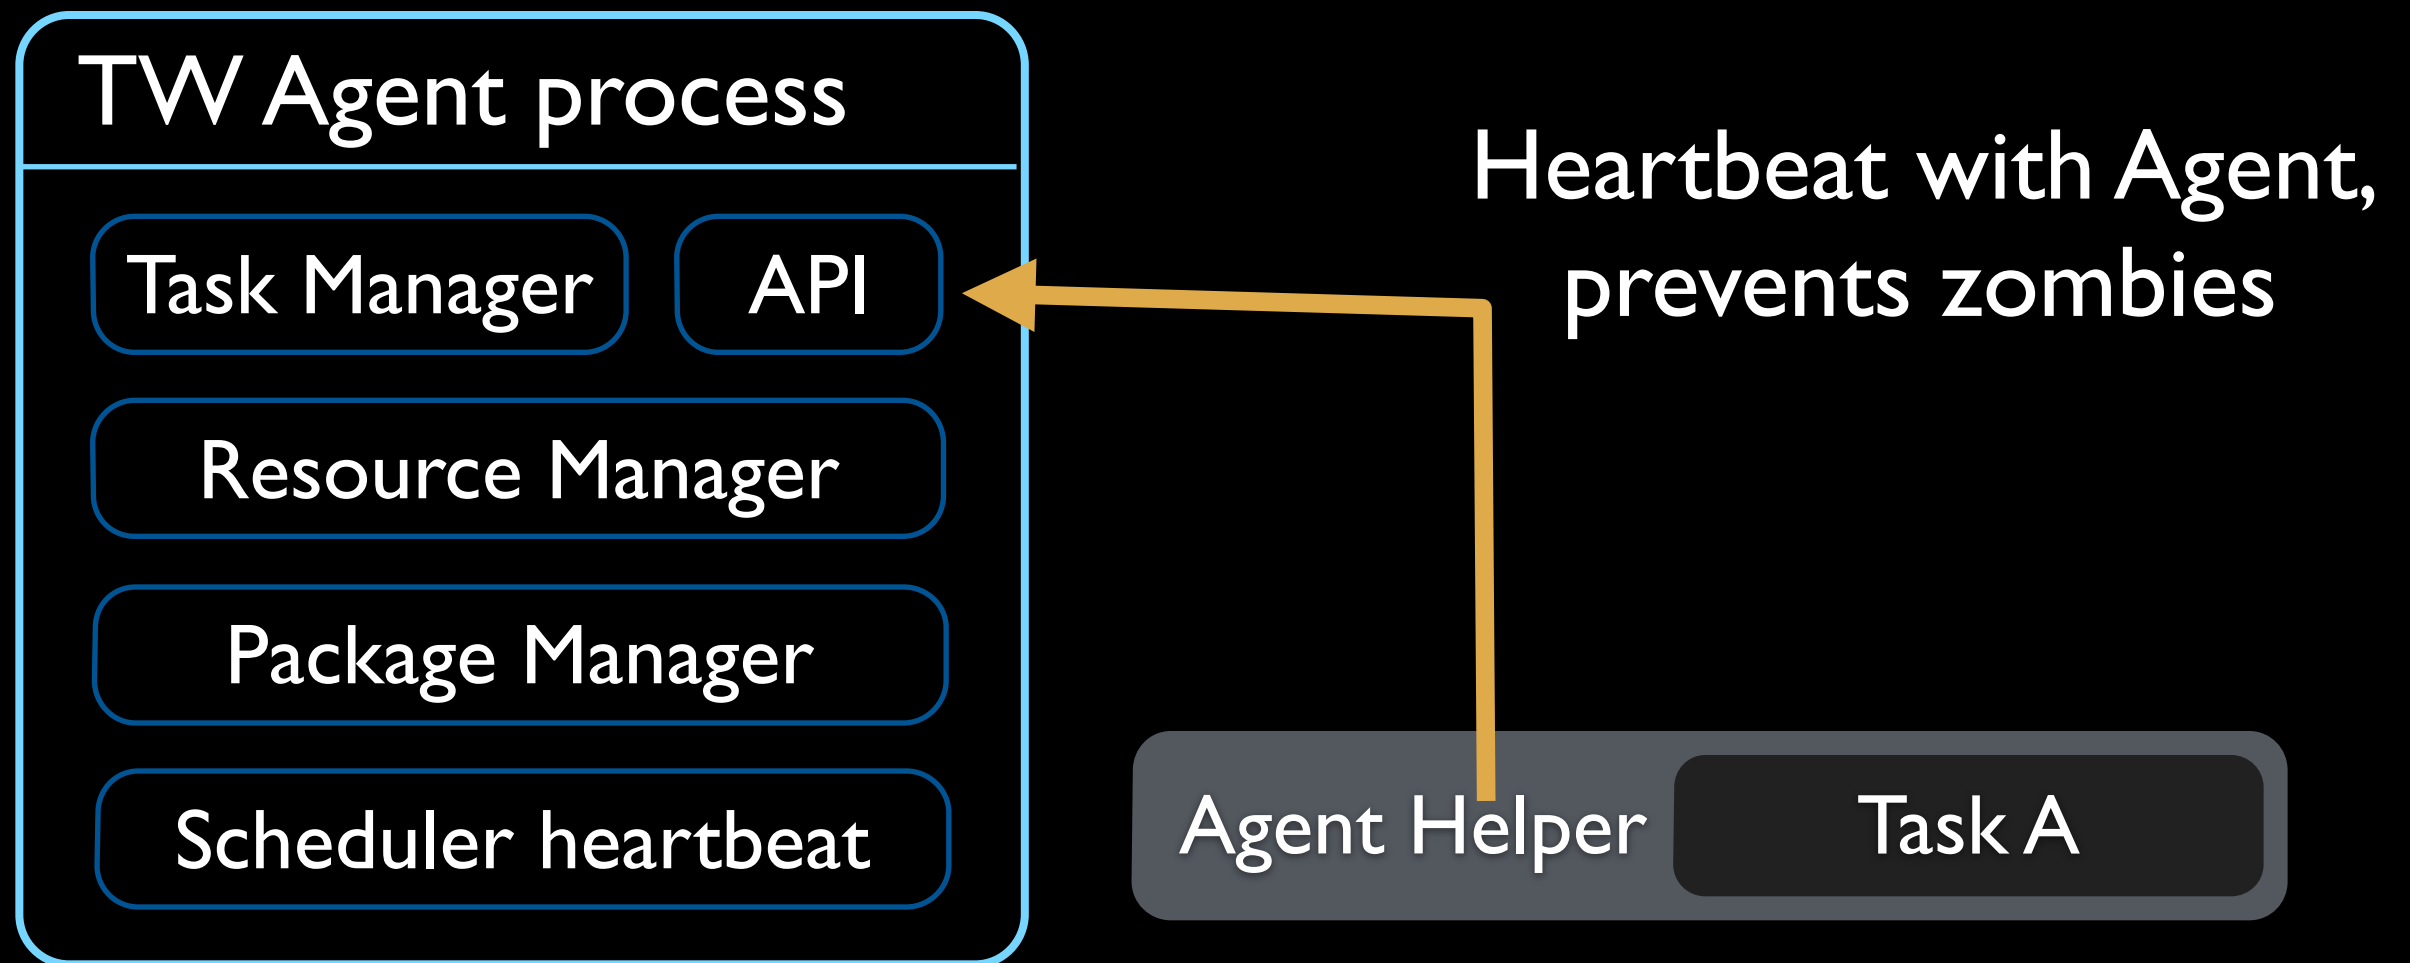 TW Agent process
Heartbeat with Agent,
prevents zombies
Task Manager
API
Resource Manager
Package Manager
Scheduler heartbeat
Agent Helper
Task A